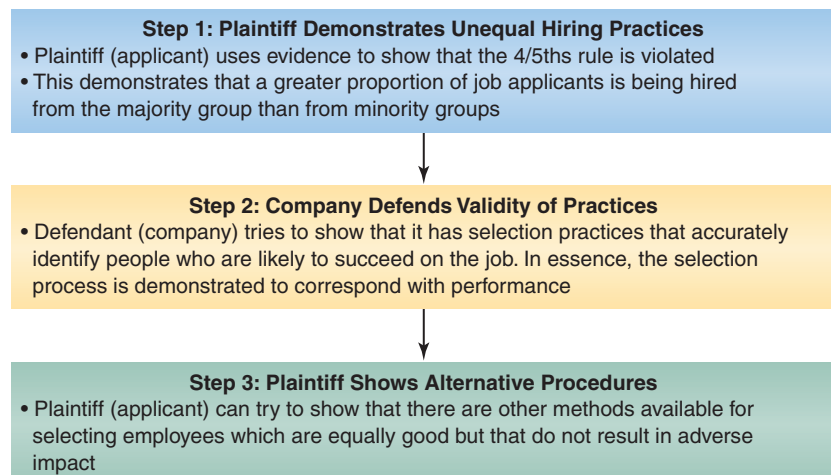 Step 1: Plaintiff Demonstrates Unequal Hiring Practices
• Plaintiff (applicant) uses evidence to show that the 4/5ths rule is violated
• This demonstrates that a greater proportion of job applicants is being hired
from the majority group than from minority groups
Step 2: Company Defends Validity of Practices
• Defendant (company) tries to show that it has selection practices that accurately
identify people who are likely to succeed on the job. In essence, the selection
process is demonstrated to correspond with performance
Step 3: Plaintiff Shows Alternative Procedures
• Plaintiff (applicant) can try to show that there are other methods available for
selecting employees which are equally good but that do not result in adverse
impact